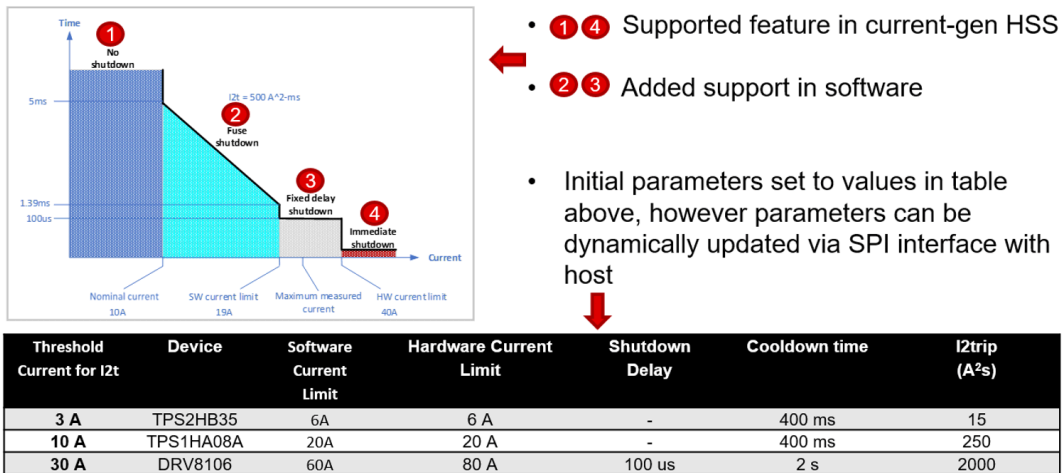 Time
1
No
shutdown
5ms
I2t = 500 A^2-ms
2
Fuse
shutdown
3
Fixed delay
shutdown
1.39ms
100us
4
Immediate
shutdown
Current
Nominal current
10A
SW current limit
19A
Maximum measured
current
HW current limit
40A
• 1 4 Supported feature in current-gen HSS
• 2 3 Added support in software
• Initial parameters set to values in table
above, however parameters can be
dynamically updated via SPI interface with
host
Threshold
Current for I2t
Device
Software
Current
Limit
Hardware Current
Limit
Shutdown
Delay
Cooldown time
I2trip
(A²s)
3 A TPS2HB35 6A 6 A - 400 ms 15
10 A TPS1HA08A 20A 20 A - 400 ms 250
30 A DRV8106 60A 80 A 100 us 2 s 2000